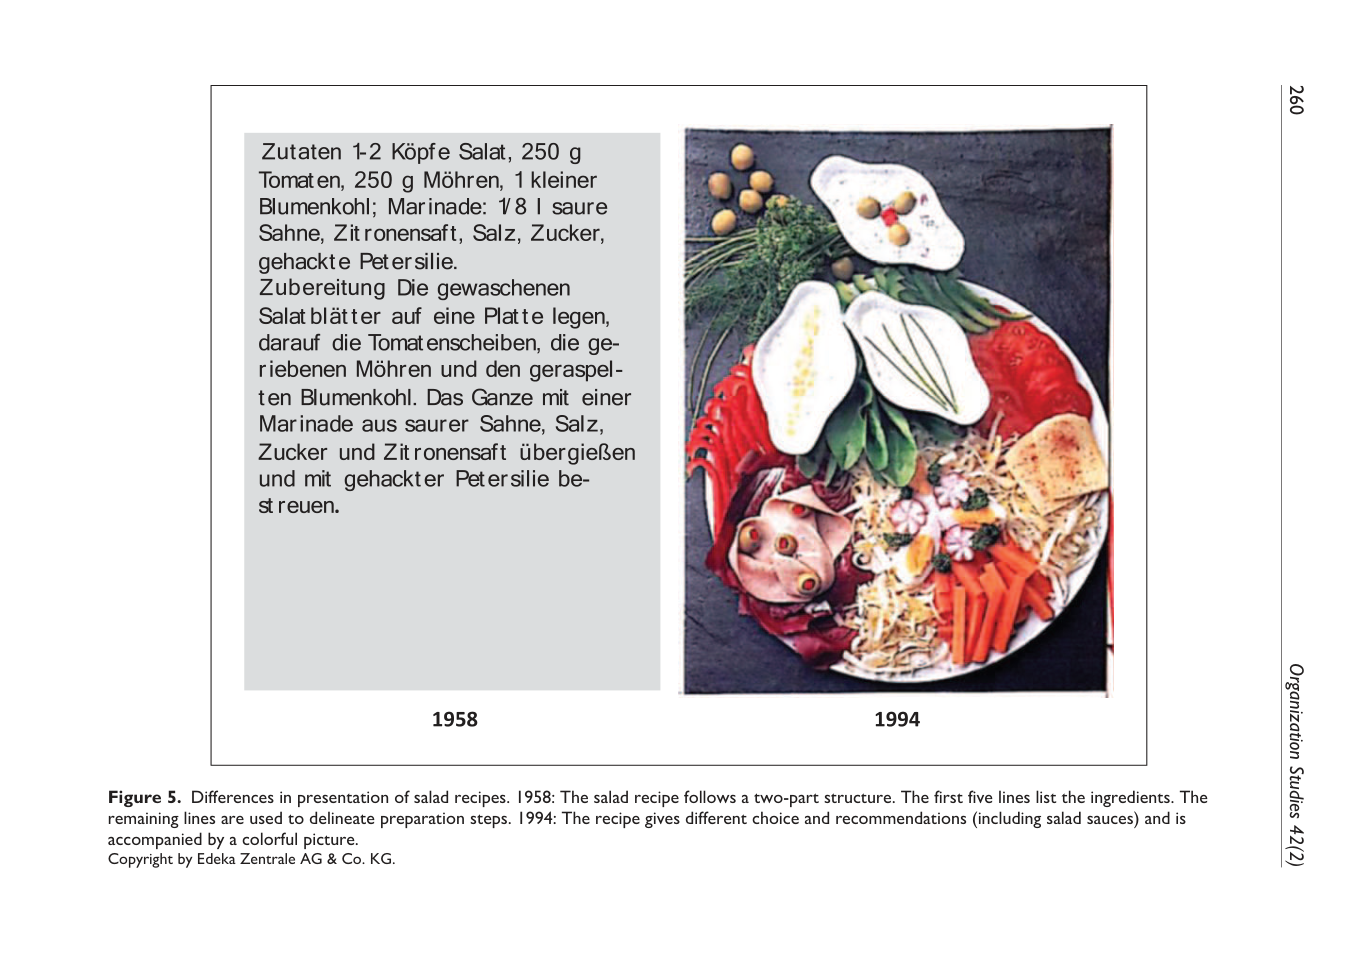 Zutaten 1-2 Köpfe Salat, 250 g
Tomaten, 250 g Möhren, 1 kleiner
Blumenkohl; Marinade: 1/8 l saure
Sahne, Zitronensaft, Salz, Zucker,
gehackte Petersilie.
Zubereitung Die gewaschenen
Salatblätter auf eine Platte legen,
darauf die Tomatenscheiben, die ge-
riebenen Möhren und den geraspel-
ten Blumenkohl. Das Ganze mit einer
Marinade aus saurer Sahne, Salz,
Zucker und Zitronensaft übergießen
und mit gehackter Petersilie be-
streuen.
1958
1994
Figure 5. Differences in presentation of salad recipes. 1958: The salad recipe follows a two-part structure. The first five lines list the ingredients. The
remaining lines are used to delineate preparation steps. 1994: The recipe gives different choice and recommendations (including salad sauces) and is
accompanied by a colorful picture.
Copyright by Edeka Zentrale AG & Co. KG.
260
Organization Studies 42(2)